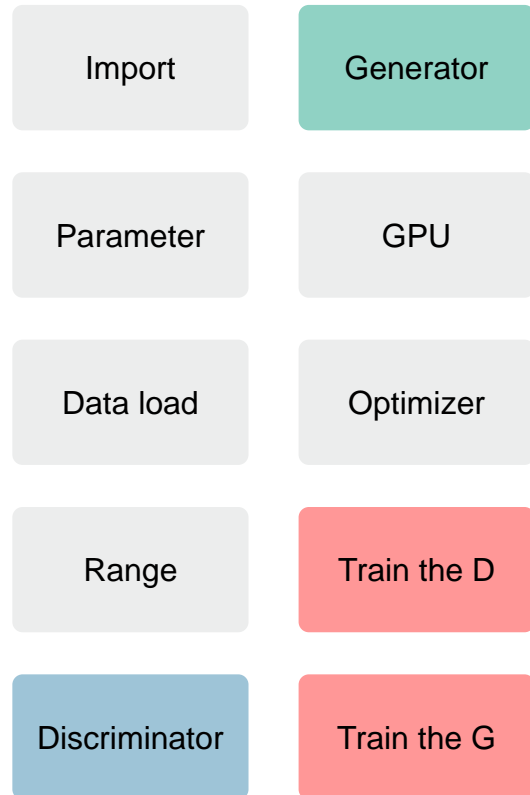 Import
Generator
Parameter
GPU
Data load
Optimizer
Range
Train the D
Discriminator
Train the G